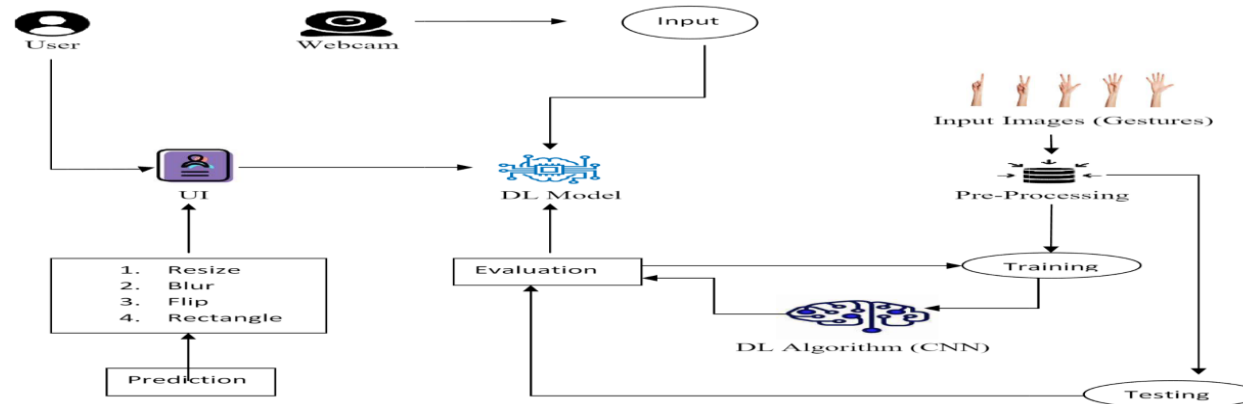 User
Webcam
Input
Input Images (Gestures)
UI
DL Model
Pre-Processing
1. Resize
2. Blur
3. Flip
4. Rectangle
Evaluation
Training
DL Algorithm (CNN)
Prediction
Testing